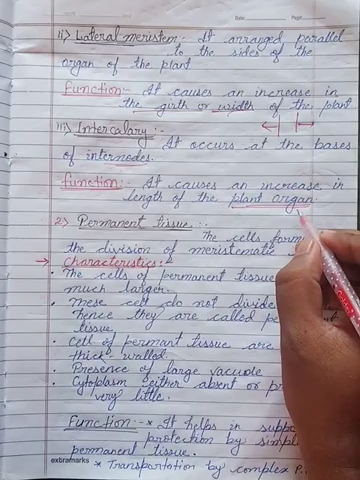 Date Page
ii) Lateral meristem :- It arranged parallel
to the sides of the
organ of the plant
Function :- It causes an increase in
the girth or width of the plant.
iii) Intercalary :-
It occurs at the bases
of internodes.
function :- It causes an increase in
length of the plant organ.
2) Permanent tissue :-
The cells form
the division of meristematic
→ Characteristics :-
• The cells of permanent tissue
much larger.
• These cell do not divide
hence they are called pe
tissue
• Cell of permant tissue are
thick-walled.
• Presence of large vacuole
• Cytoplasm either absent or pr
very little.
Function :- * It helps in suppo
protection by simpl
permanent tissue.
extramarks * Transportation by complex P..